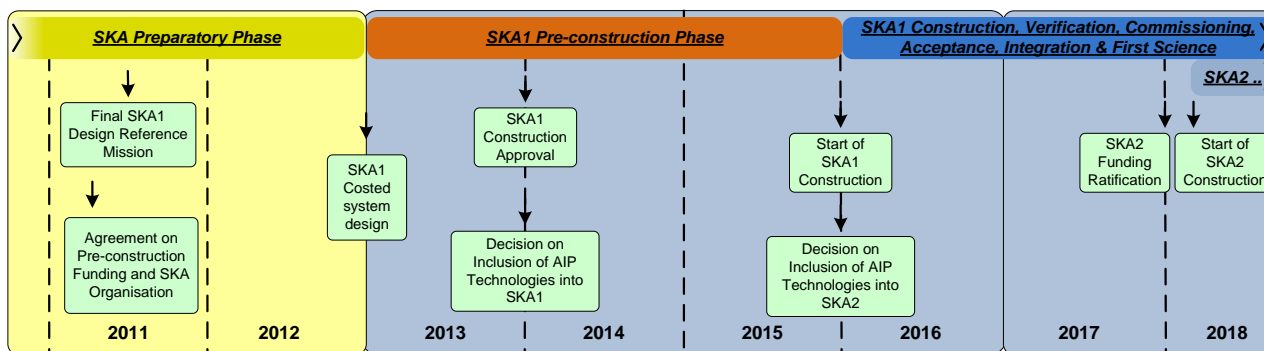 SKA Preparatory Phase
SKA1 Pre-construction Phase
SKA1 Construction, Verification, Commissioning,
Acceptance, Integration & First Science
SKA2 ..
Final SKA1
Design Reference
Mission
Agreement on
Pre-construction
Funding and SKA
Organisation
SKA1
Costed
system
design
SKA1
Construction
Approval
Decision on
Inclusion of AIP
Technologies into
SKA1
Start of
SKA1
Construction
Decision on
Inclusion of AIP
Technologies into
SKA2
SKA2
Funding
Ratification
Start of
SKA2
Construction
2011
2012
2013
2014
2015
2016
2017
2018